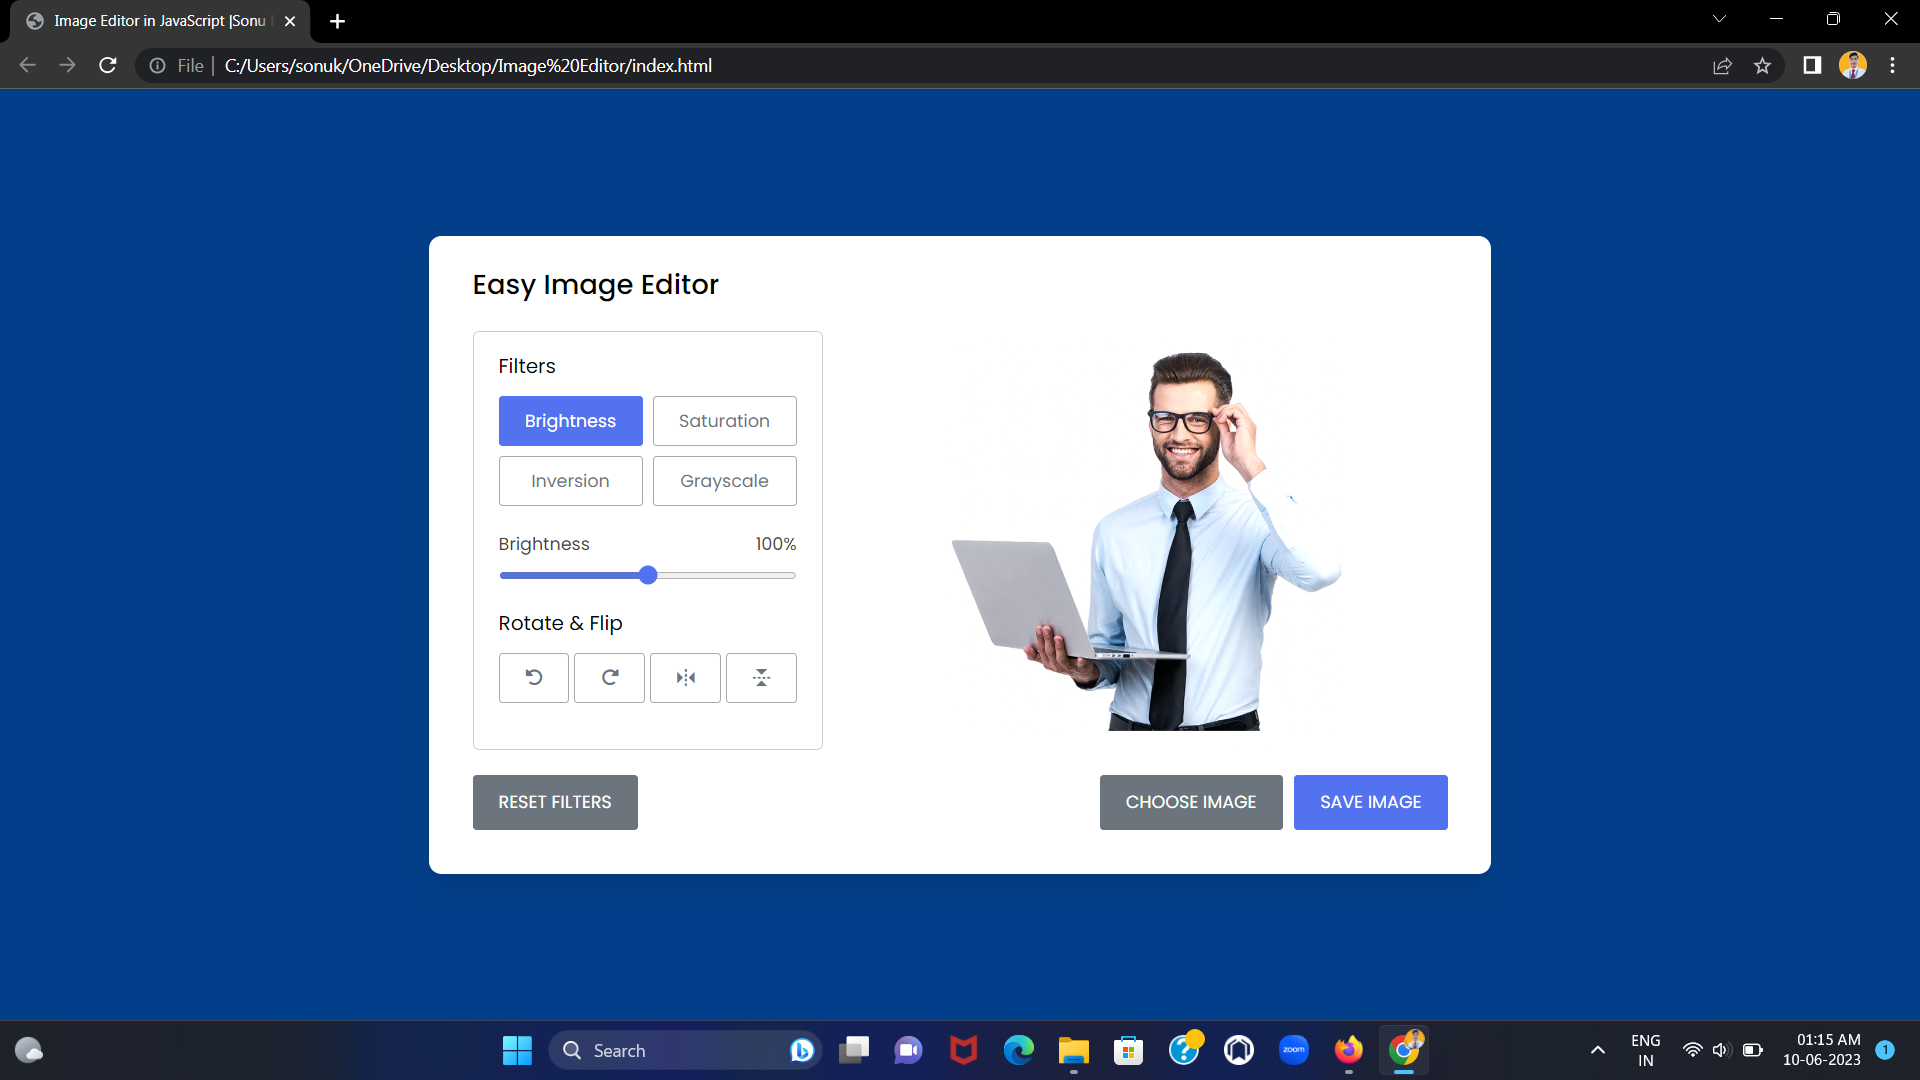 Image Editor in JavaScript |Sonu
File
C:/Users/sonuk/OneDrive/Desktop/Image%20Editor/index.html
Easy Image Editor
Filters
Brightness
Saturation
Inversion
Grayscale
Brightness
100%
Rotate & Flip
RESET FILTERS
CHOOSE IMAGE
SAVE IMAGE
Search
zoom
ENG
IN
01:15 AM
10-06-2023
1